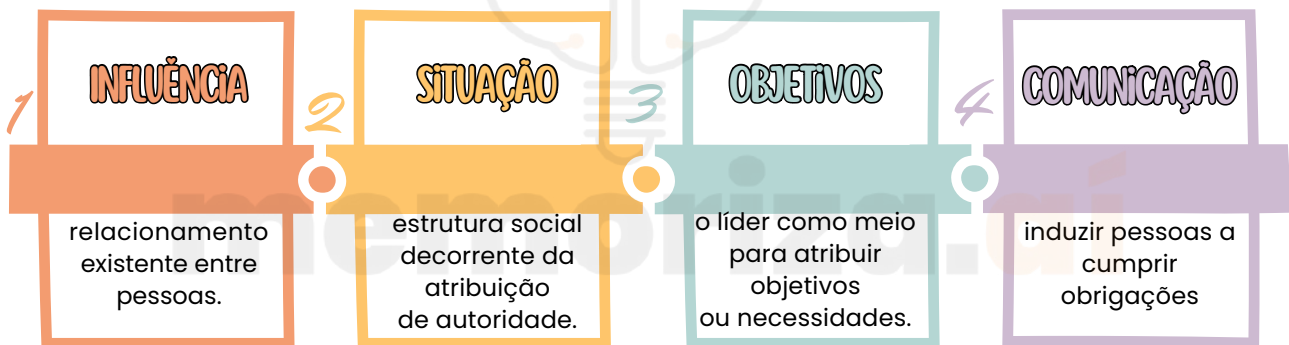 1
INFLUÊNCIA
relacionamento
existente entre
pessoas.
2
SITUAÇÃO
estrutura social
decorrente da
atribuição
de autoridade.
3
OBJETIVOS
o líder como meio
para atribuir
objetivos
ou necessidades.
4
COMUNICAÇÃO
induzir pessoas a
cumprir
obrigações
memoriza.aí